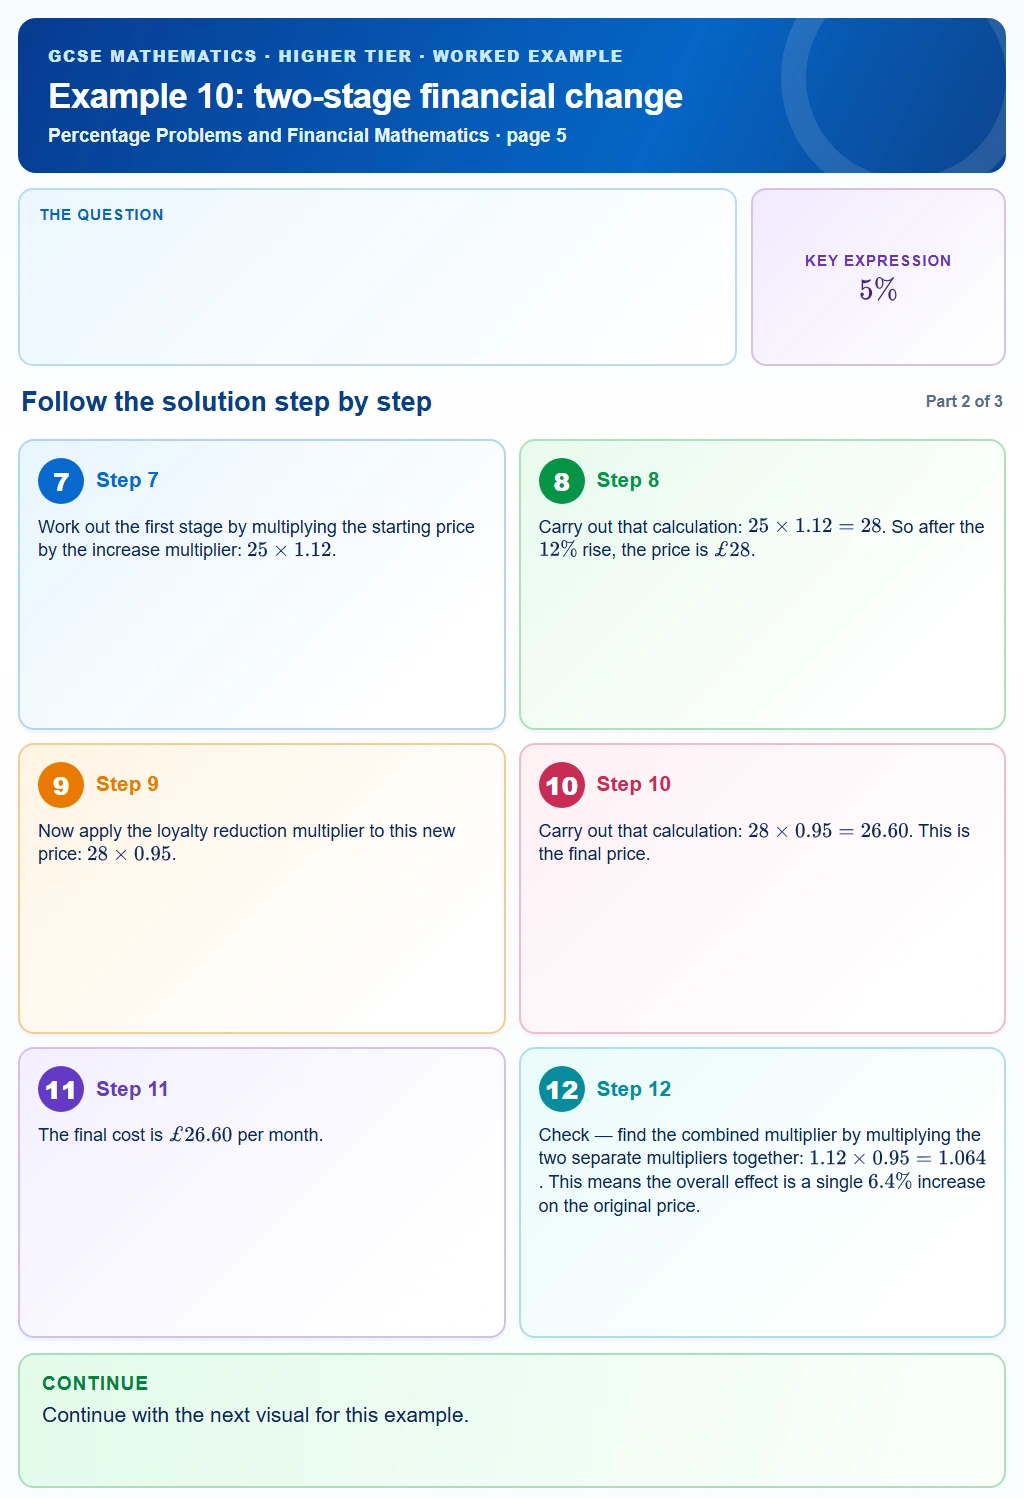 GCSE MATHEMATICS · HIGHER TIER · WORKED EXAMPLE
Example 10: two-stage financial change
Percentage Problems and Financial Mathematics · page 5
THE QUESTION
KEY EXPRESSION
5%
Follow the solution step by step
Part 2 of 3
7 Step 7
Work out the first stage by multiplying the starting price
by the increase multiplier: 25 × 1.12.
8 Step 8
Carry out that calculation: 25 × 1.12 = 28. So after the
12% rise, the price is £28.
9 Step 9
Now apply the loyalty reduction multiplier to this new
price: 28 × 0.95.
10 Step 10
Carry out that calculation: 28 × 0.95 = 26.60. This is
the final price.
11 Step 11
The final cost is £26.60 per month.
12 Step 12
Check — find the combined multiplier by multiplying the
two separate multipliers together: 1.12 × 0.95 = 1.064
. This means the overall effect is a single 6.4% increase
on the original price.
CONTINUE
Continue with the next visual for this example.